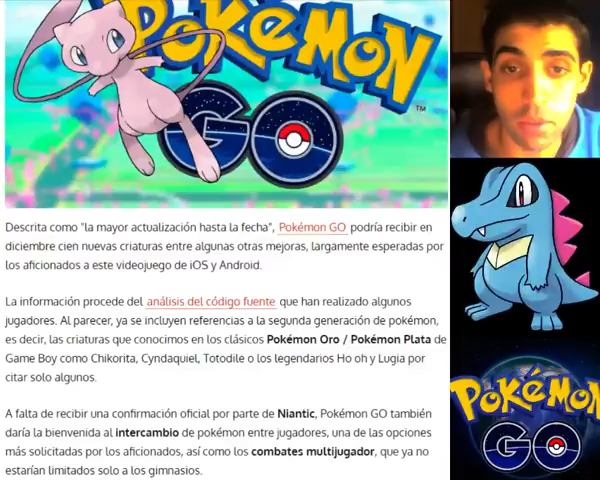 POKÉMON
GO
Descrita como "la mayor actualización hasta la fecha", Pokémon GO podría recibir en
diciembre cien nuevas criaturas entre algunas otras mejoras, largamente esperadas por
los aficionados a este videojuego de iOS y Android.
La información procede del análisis del código fuente que han realizado algunos
jugadores. Al parecer, ya se incluyen referencias a la segunda generación de pokémon,
es decir, las criaturas que conocimos en los clásicos Pokémon Oro / Pokémon Plata de
Game Boy como Chikorita, Cyndaquiel, Totodile o los legendarios Ho oh y Lugia por
citar solo algunos.
A falta de recibir una confirmación oficial por parte de Niantic, Pokémon GO también
daría la bienvenida al intercambio de pokémon entre jugadores, una de las opciones
más solicitadas por los aficionados, así como los combates multijugador, que ya no
estarían limitados solo a los gimnasios.
POKÉMON
GO